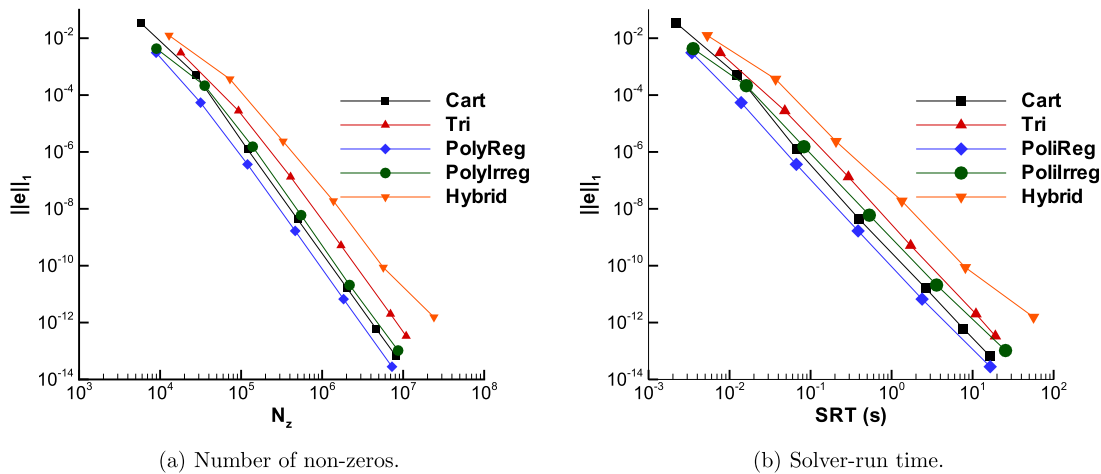 10^-2
10^-4
10^-6
10^-8
10^-10
10^-12
10^-14
||e||_1
10^3
10^4
10^5
10^6
10^7
10^8
N_z
Cart
Tri
PolyReg
PolyIrreg
Hybrid
(a) Number of non-zeros.
10^-2
10^-4
10^-6
10^-8
10^-10
10^-12
10^-14
||e||_1
10^-3
10^-2
10^-1
10^0
10^1
10^2
SRT (s)
Cart
Tri
PoliReg
PoliIrreg
Hybrid
(b) Solver-run time.